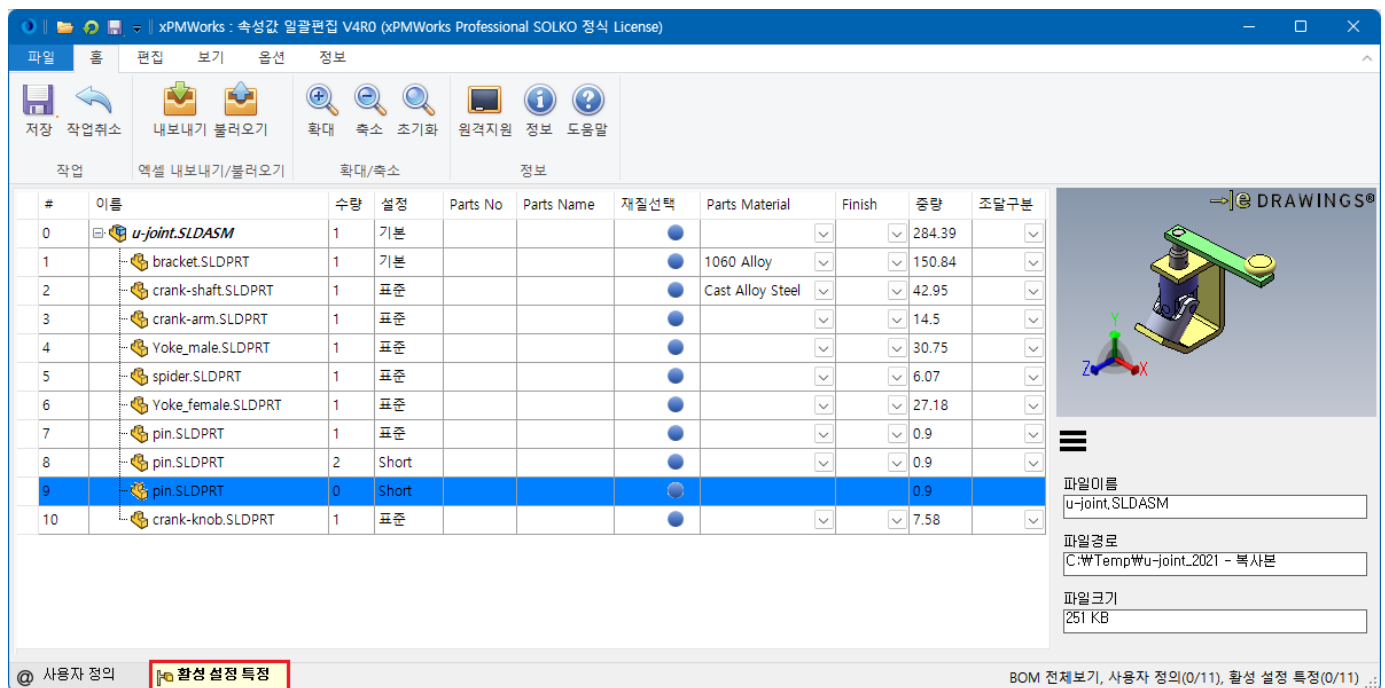 xPMWorks : 속성값 일괄편집 V4R0 (xPMWorks Professional SOLKO 정식 License)
파일 홈 편집 보기 옵션 정보
저장 작업취소 내보내기 불러오기 확대 축소 초기화 원격지원 정보 도움말
작업 엑셀 내보내기/불러오기 확대/축소 정보
# 이름 수량 설정 Parts No Parts Name 재질선택 Parts Material Finish 중량 조달구분
0 u-joint.SLDASM 1 기본 284.39
1 bracket.SLDPRT 1 기본 1060 Alloy 150.84
2 crank-shaft.SLDPRT 1 표준 Cast Alloy Steel 42.95
3 crank-arm.SLDPRT 1 표준 14.5
4 Yoke_male.SLDPRT 1 표준 30.75
5 spider.SLDPRT 1 표준 6.07
6 Yoke_female.SLDPRT 1 표준 27.18
7 pin.SLDPRT 1 표준 0.9
8 pin.SLDPRT 2 Short 0.9
9 pin.SLDPRT 0 Short 0.9
10 crank-knob.SLDPRT 1 표준 7.58
e DRAWINGS®
Y
Z X
파일이름
u-joint.SLDASM
파일경로
C:₩Temp₩u-joint_2021 - 복사본
파일크기
251 KB
@ 사용자 정의 활성 설정 특정 BOM 전체보기, 사용자 정의(0/11), 활성 설정 특정(0/11)